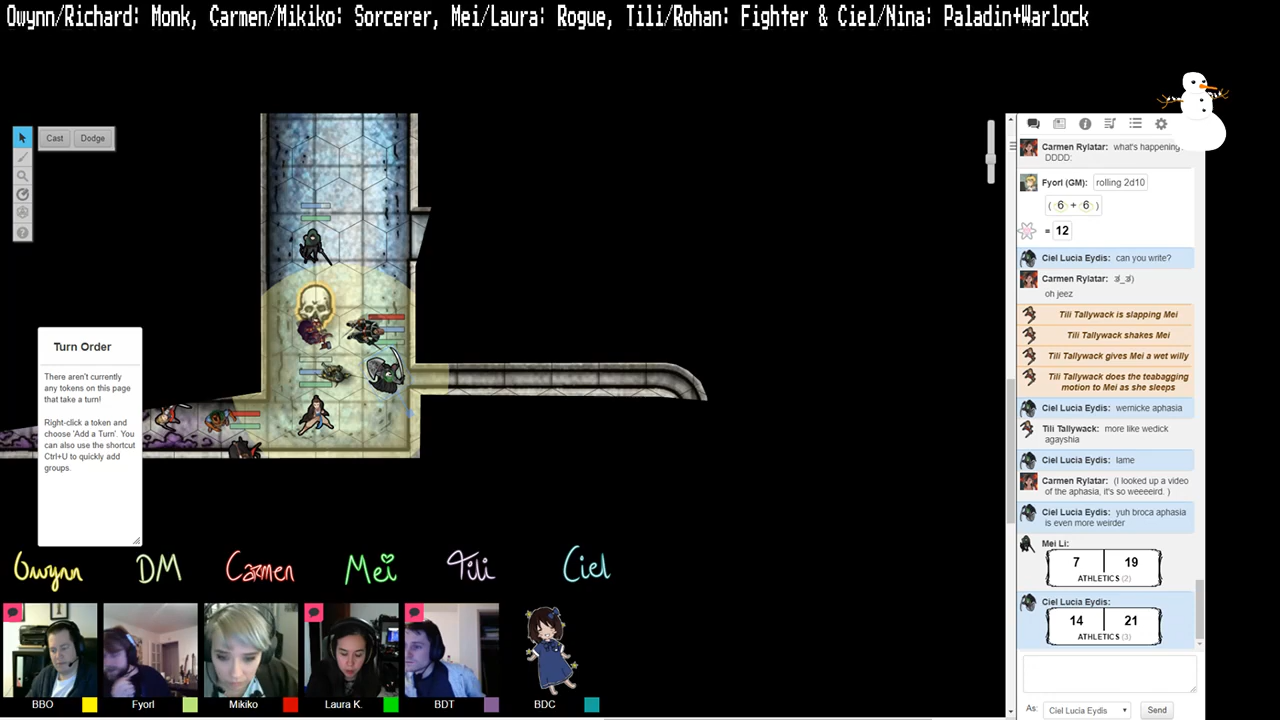 Owynn/Richard: Monk, Carmen/Mikiko: Sorcerer, Mei/Laura: Rogue, Tili/Rohan: Fighter & Ciel/Nina: Paladin+Warlock
Cast Dodge
Turn Order
There aren't currently
any tokens on this page
that take a turn!
Right-click a token and
choose 'Add a Turn'. You
can also use the shortcut
Ctrl+U to quickly add
groups.
Carmen Rylatar: what's happening?
DDDD:
Fyorl (GM): rolling 2d10
( 6 + 6 )
= 12
Ciel Lucia Eydis: can you write?
Carmen Rylatar:
oh jeez
Tili Tallywack is slapping Mei
Tili Tallywack shakes Mei
Tili Tallywack gives Mei a wet willy
Tili Tallywack does the teabagging
motion to Mei as she sleeps
Ciel Lucia Eydis: wernicke aphasia
Tili Tallywack: more like wedick
agayshia
Ciel Lucia Eydis: lame
Carmen Rylatar: (I looked up a video
of the aphasia, it's so weeeeird. )
Ciel Lucia Eydis: yuh broca aphasia
is even more weirder
Mei Li:
7 19
ATHLETICS (2)
Ciel Lucia Eydis:
14 21
ATHLETICS (3)
As: Ciel Lucia Eydis Send
Owynn DM Carmen Mei Tili Ciel
BBO Fyorl Mikiko Laura K. BDT BDC